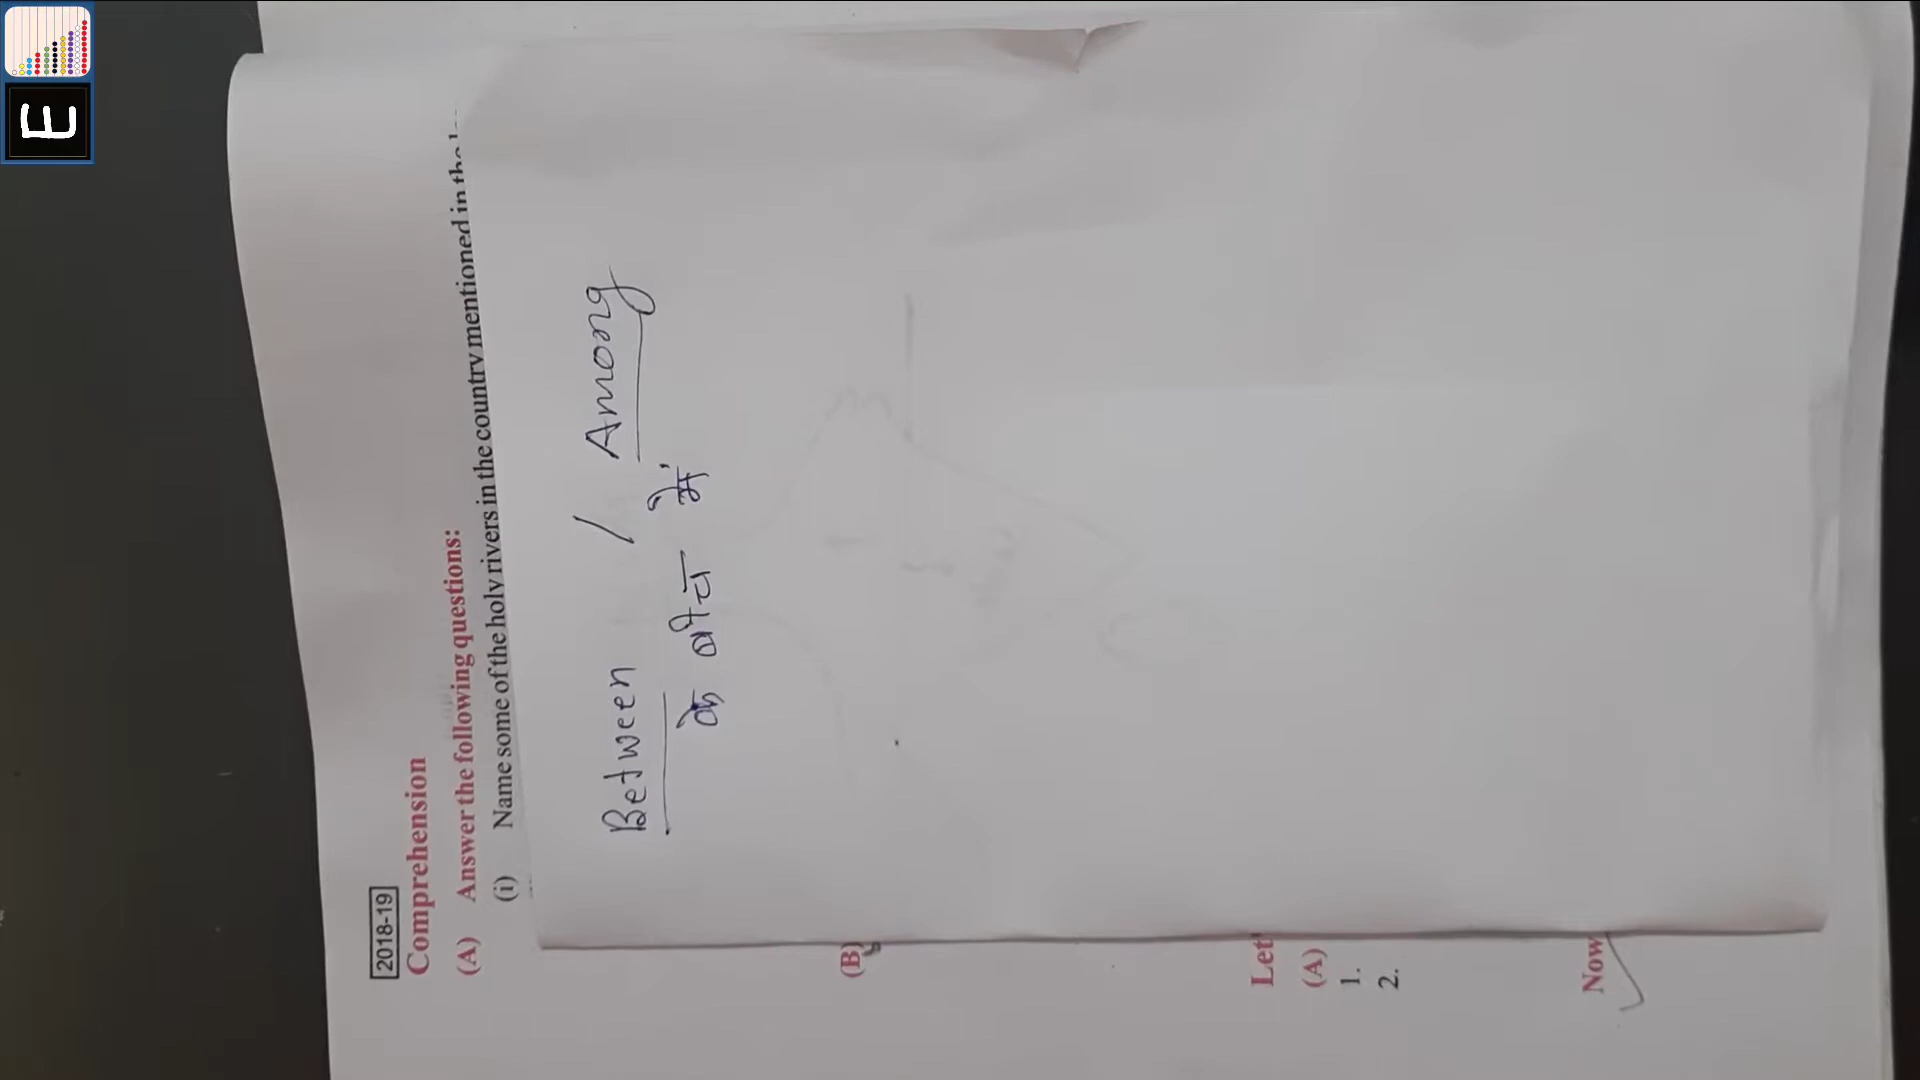 E
2018-19
Comprehension
(A) Answer the following questions:
(i) Name some of the holy rivers in the country mentioned in the
Between / Among
के बीच में
(B)
Let'
(A)
1.
2.
Now